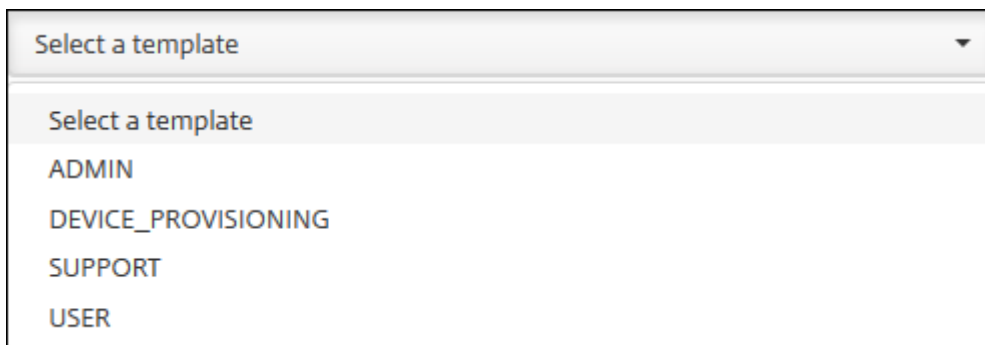 Select a template
Select a template
ADMIN
DEVICE_PROVISIONING
SUPPORT
USER